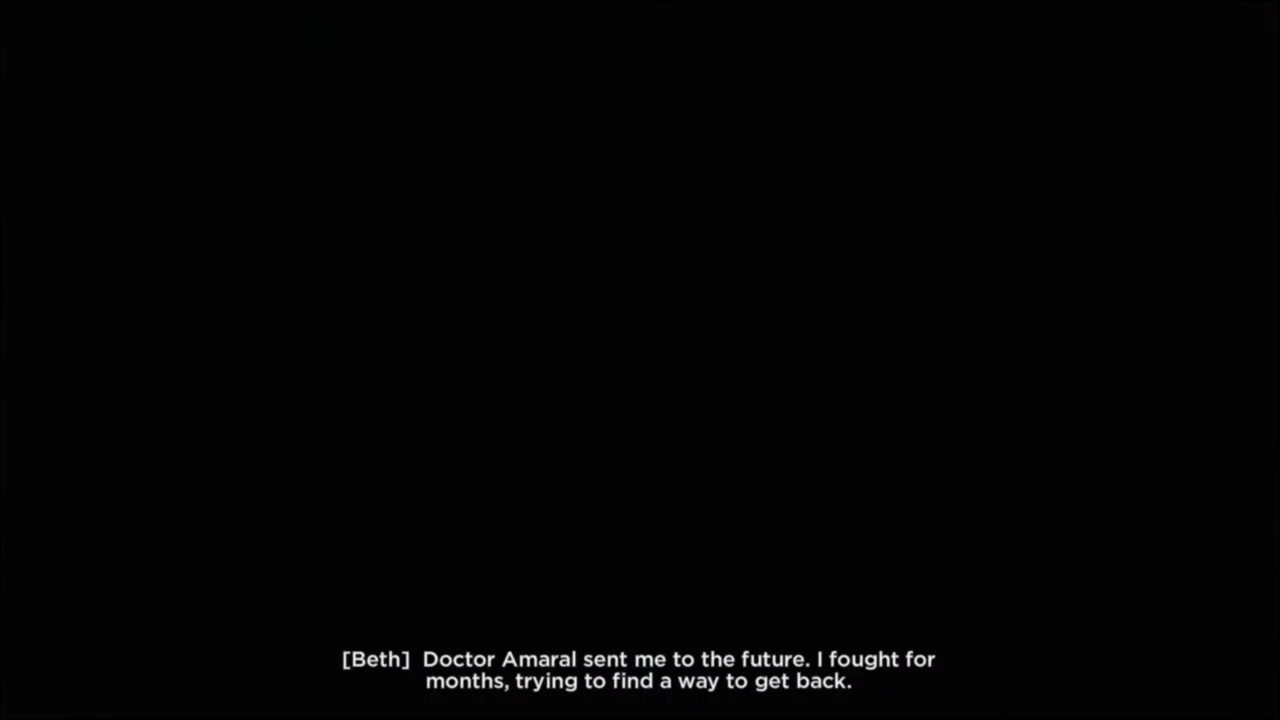 [Beth]  Doctor Amaral sent me to the future. I fought for
months, trying to find a way to get back.